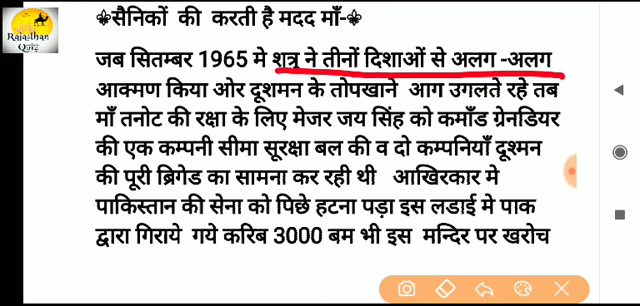 Rajasthan
Quiz
⚜सैनिकों की करती है मदद माँ-⚜
जब सितम्बर 1965 मे शत्रु ने तीनों दिशाओं से अलग -अलग
आक्मण किया ओर दूशमन के तोपखाने आग उगलते रहे तब
माँ तनोट की रक्षा के लिए मेजर जय सिंह को कमाँड ग्रेनडियर
की एक कम्पनी सीमा सूरक्षा बल की व दो कम्पनियाँ दूश्मन
की पूरी ब्रिगेड का सामना कर रही थी आखिरकार मे
पाकिस्तान की सेना को पिछे हटना पड़ा इस लडाई मे पाक
द्वारा गिराये गये करिब 3000 बम भी इस मन्दिर पर खरोच